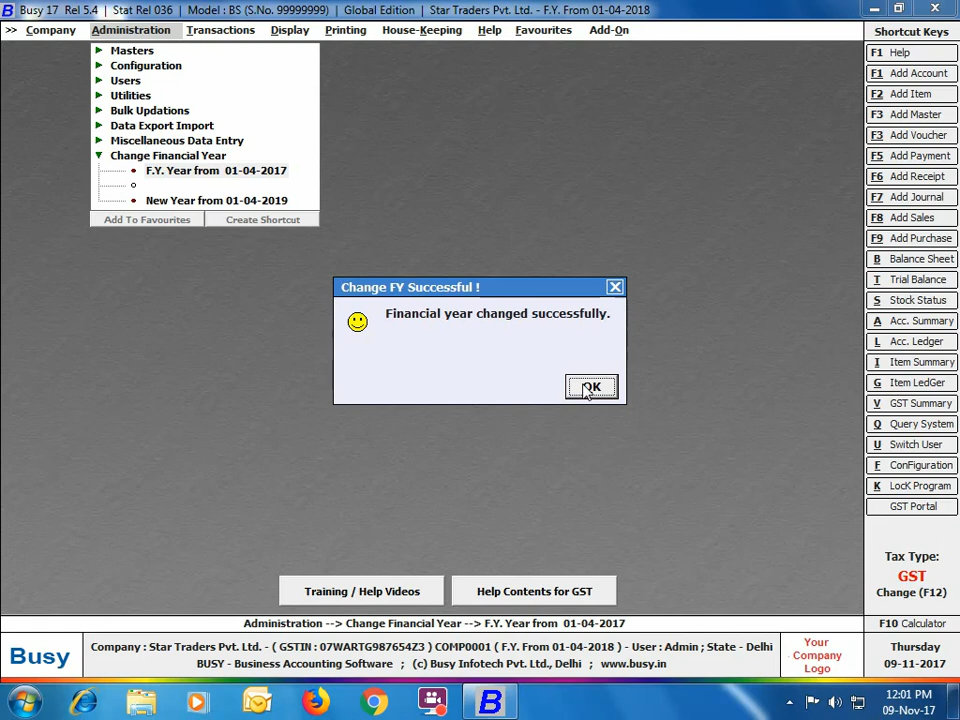 Busy 17 Rel 5.4 | Stat Rel 036 | Model : BS (S.No. 99999999) | Global Edition | Star Traders Pvt. Ltd. - F.Y. From 01-04-2018
>> Company Administration Transactions Display Printing House-Keeping Help Favourites Add-On
Shortcut Keys
Masters
Configuration
Users
Utilities
Bulk Updations
Data Export Import
Miscellaneous Data Entry
Change Financial Year
F.Y. Year from 01-04-2017
New Year from 01-04-2019
Add To Favourites Create Shortcut
Change FY Successful !
Financial year changed successfully.
OK
F1 Help
F1 Add Account
F2 Add Item
F3 Add Master
F3 Add Voucher
F5 Add Payment
F6 Add Receipt
F7 Add Journal
F8 Add Sales
F9 Add Purchase
B Balance Sheet
T Trial Balance
S Stock Status
A Acc. Summary
L Acc. Ledger
I Item Summary
G Item LedGer
V GST Summary
Q Query System
U Switch User
F ConFiguration
K LocK Program
GST Portal
Tax Type:
GST
Change (F12)
Training / Help Videos Help Contents for GST
Administration --> Change Financial Year --> F.Y. Year from 01-04-2017
F10 Calculator
Busy
Company : Star Traders Pvt. Ltd. - ( GSTIN : 07WARTG987654Z3 ) COMP0001 ( F.Y. From 01-04-2018 ) - User : Admin ; State - Delhi
BUSY - Business Accounting Software ; (c) Busy Infotech Pvt. Ltd., Delhi ; www.busy.in
Your
Company
Logo
Thursday
09-11-2017
12:01 PM
09-Nov-17